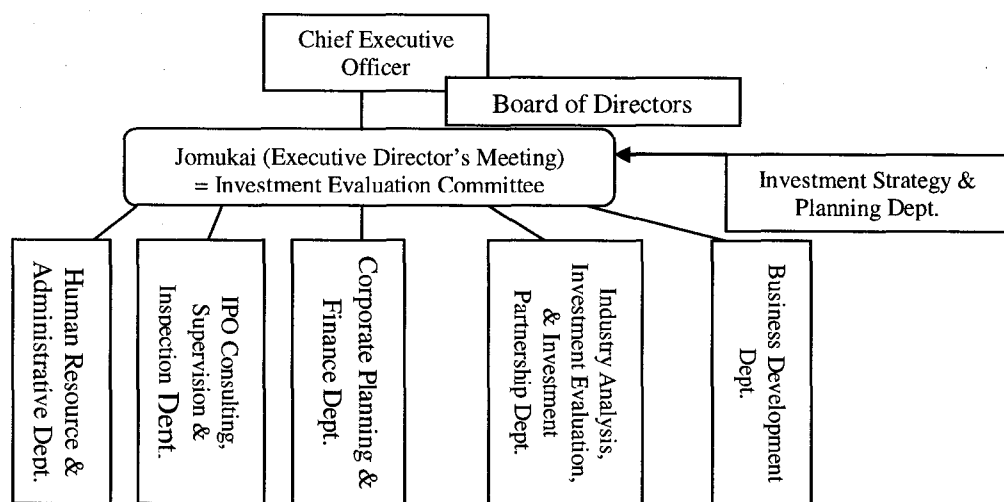 Chief Executive
Officer
Board of Directors
Jomukai (Executive Director's Meeting)
= Investment Evaluation Committee
Investment Strategy &
Planning Dept.
Human Resource &
Administrative Dept.
IPO Consulting,
Supervision &
Inspection Dent.
Corporate Planning &
Finance Dept.
Industry Analysis,
Investment Evaluation,
& Investment
Partnership Dept.
Business Development
Dept.